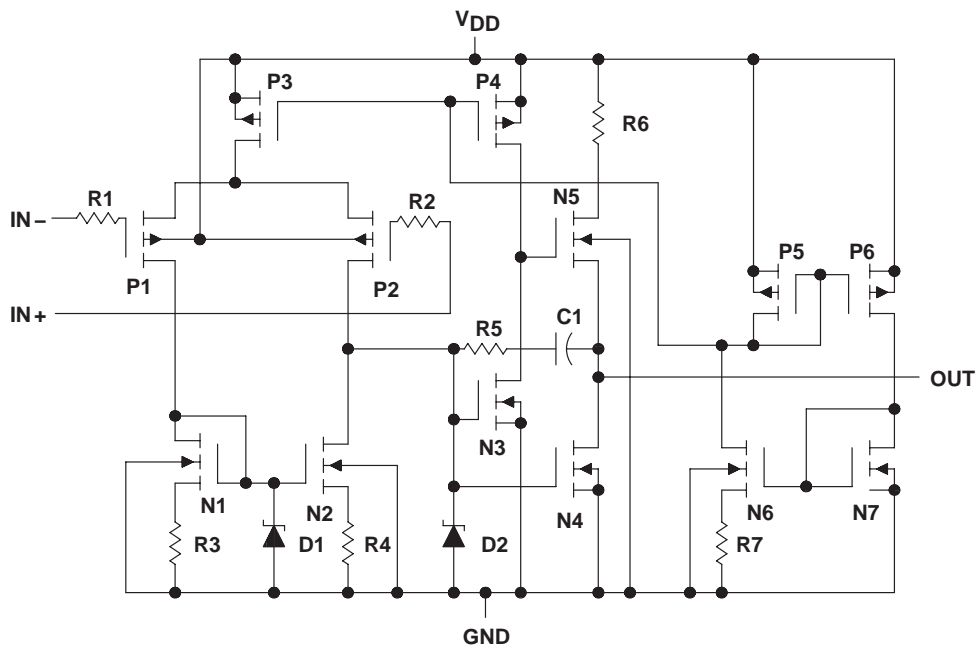 VDD
P3
P4
R6
R1
R2
N5
IN−
P5
P6
P1
P2
IN+
R5
C1
OUT
N3
N1
N2
N4
N6
N7
R3
D1
R4
D2
R7
GND